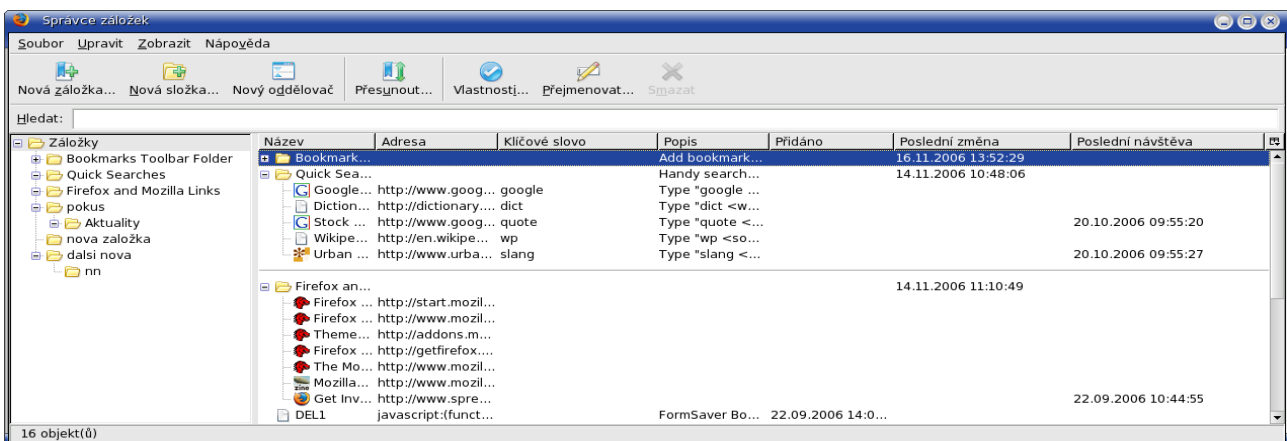 Správce záložek
Soubor Upravit Zobrazit Nápověda
Nová záložka... Nová složka... Nový oddělovač Přesunout... Vlastnosti... Přejmenovat... Smazat
Hledat:
Záložky
Bookmarks Toolbar Folder
Quick Searches
Firefox and Mozilla Links
pokus
Aktuality
nova založka
dalsi nova
nn
Název Adresa Klíčové slovo Popis Přidáno Poslední změna Poslední návštěva
Bookmark... Add bookmark... 16.11.2006 13:52:29
Quick Sea... Handy search... 14.11.2006 10:48:06
Google... http://www.goog... google Type "google ...
Diction... http://dictionary.... dict Type "dict <w...
Stock ... http://www.goog... quote Type "quote <... 20.10.2006 09:55:20
Wikipe... http://en.wikipe... wp Type "wp <so...
Urban ... http://www.urba... slang Type "slang <... 20.10.2006 09:55:27
Firefox an... 14.11.2006 11:10:49
Firefox ... http://start.mozil...
Firefox ... http://www.mozil...
Theme... http://addons.m...
Firefox ... http://getfirefox....
The Mo... http://www.mozil...
Mozilla... http://www.mozil...
Get Inv... http://www.spre... 22.09.2006 10:44:55
DEL1 javascript:(funct... FormSaver Bo... 22.09.2006 14:0...
16 objekt(ů)